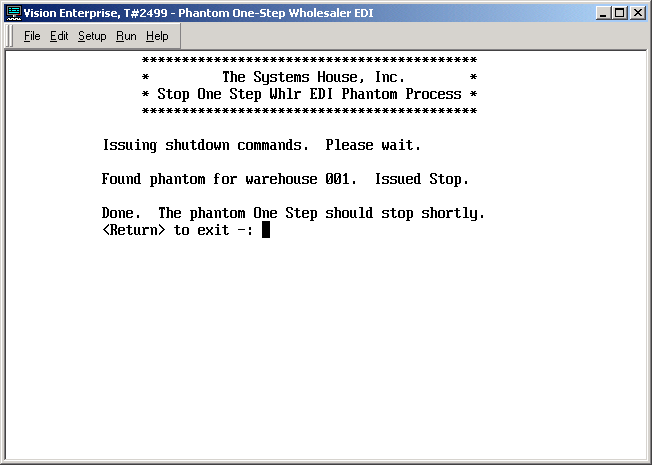 Vision Enterprise, T#2499 - Phantom One-Step Wholesaler EDI
File Edit Setup Run Help
******************************************
* The Systems House, Inc. *
* Stop One Step Whlr EDI Phantom Process *
******************************************
Issuing shutdown commands. Please wait.
Found phantom for warehouse 001. Issued Stop.
Done. The phantom One Step should stop shortly.
<Return> to exit -: